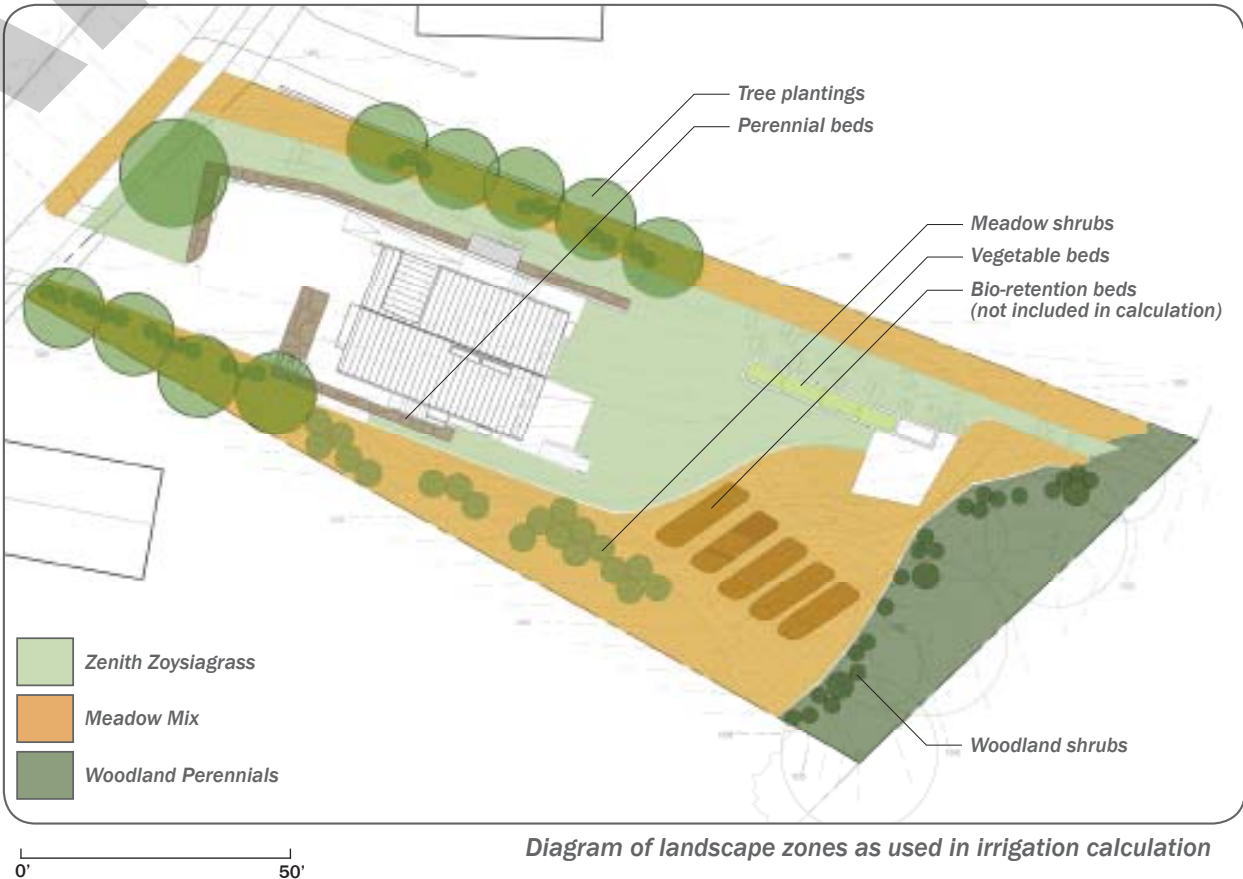 Tree plantings
Perennial beds
Meadow shrubs
Vegetable beds
Bio-retention beds
(not included in calculation)
Zenith Zoysiagrass
Meadow Mix
Woodland Perennials
Woodland shrubs
Diagram of landscape zones as used in irrigation calculation
0'
50'